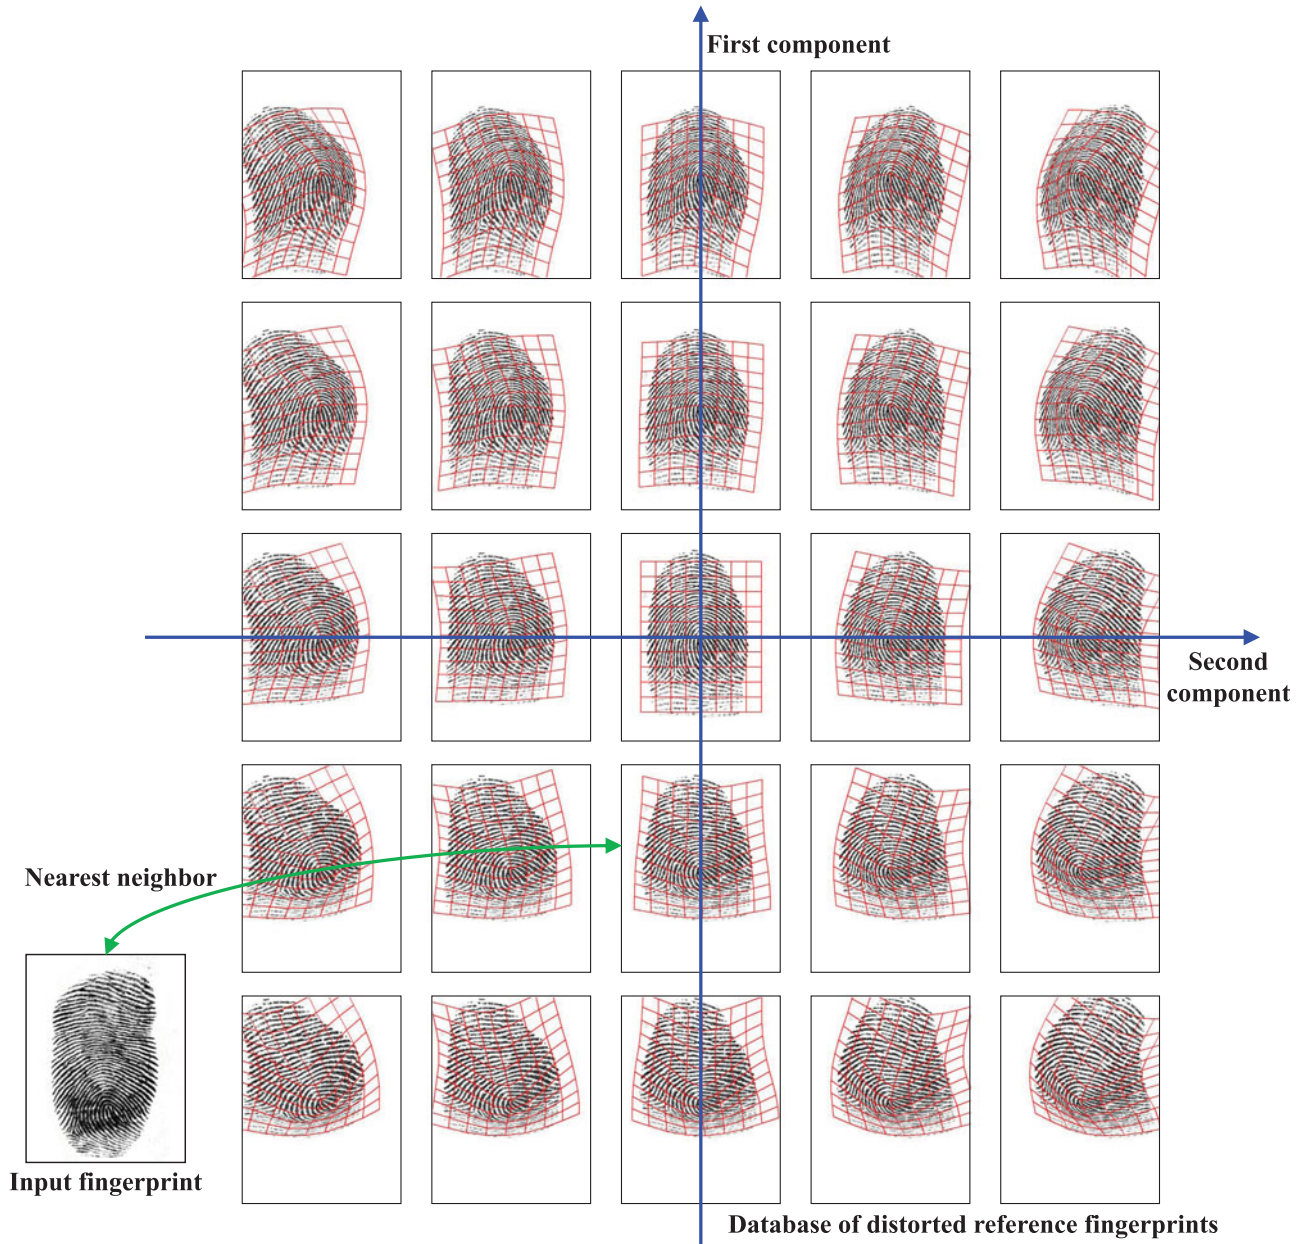 First component
Second
component
Nearest neighbor
Input fingerprint
Database of distorted reference fingerprints